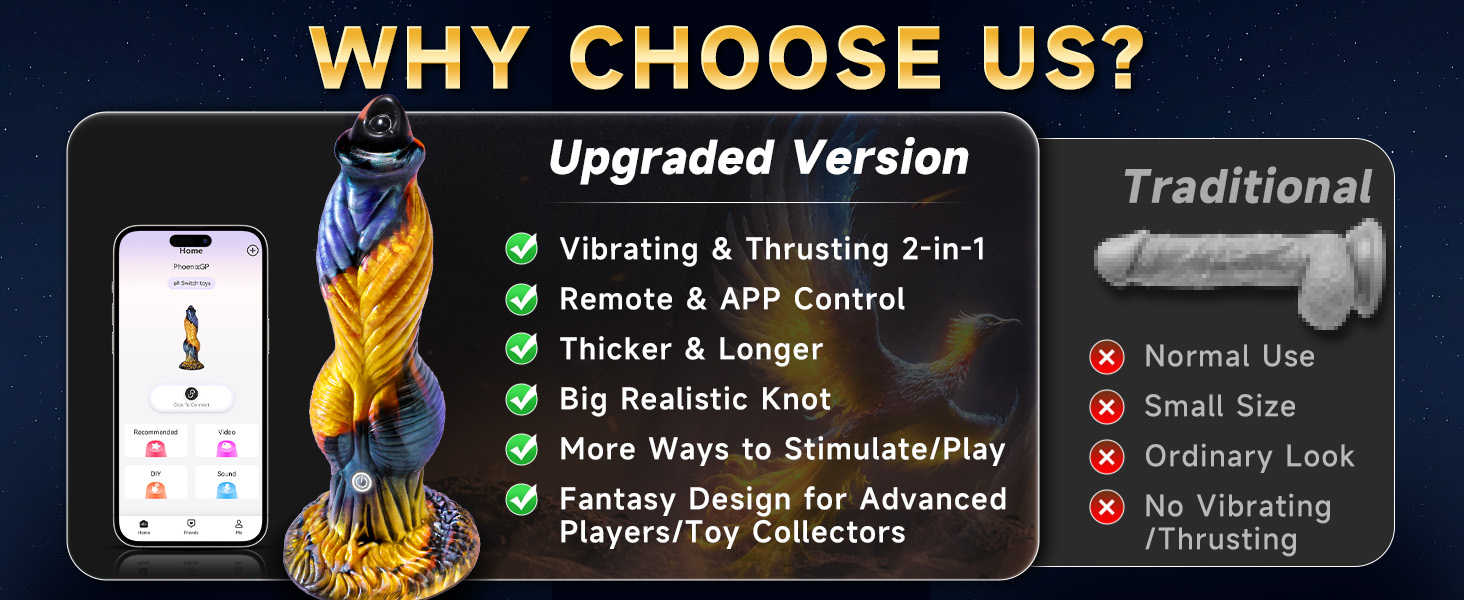 WHY CHOOSE US?
Upgraded Version
Vibrating & Thrusting 2-in-1
Remote & APP Control
Thicker & Longer
Big Realistic Knot
More Ways to Stimulate/Play
Fantasy Design for Advanced
Players/Toy Collectors
Home
PhoenixGP
Switch toys
Click To Connect
Recommended
Video
DIY
Sound
Home
Friends
Me
Traditional
Normal Use
Small Size
Ordinary Look
No Vibrating
/Thrusting